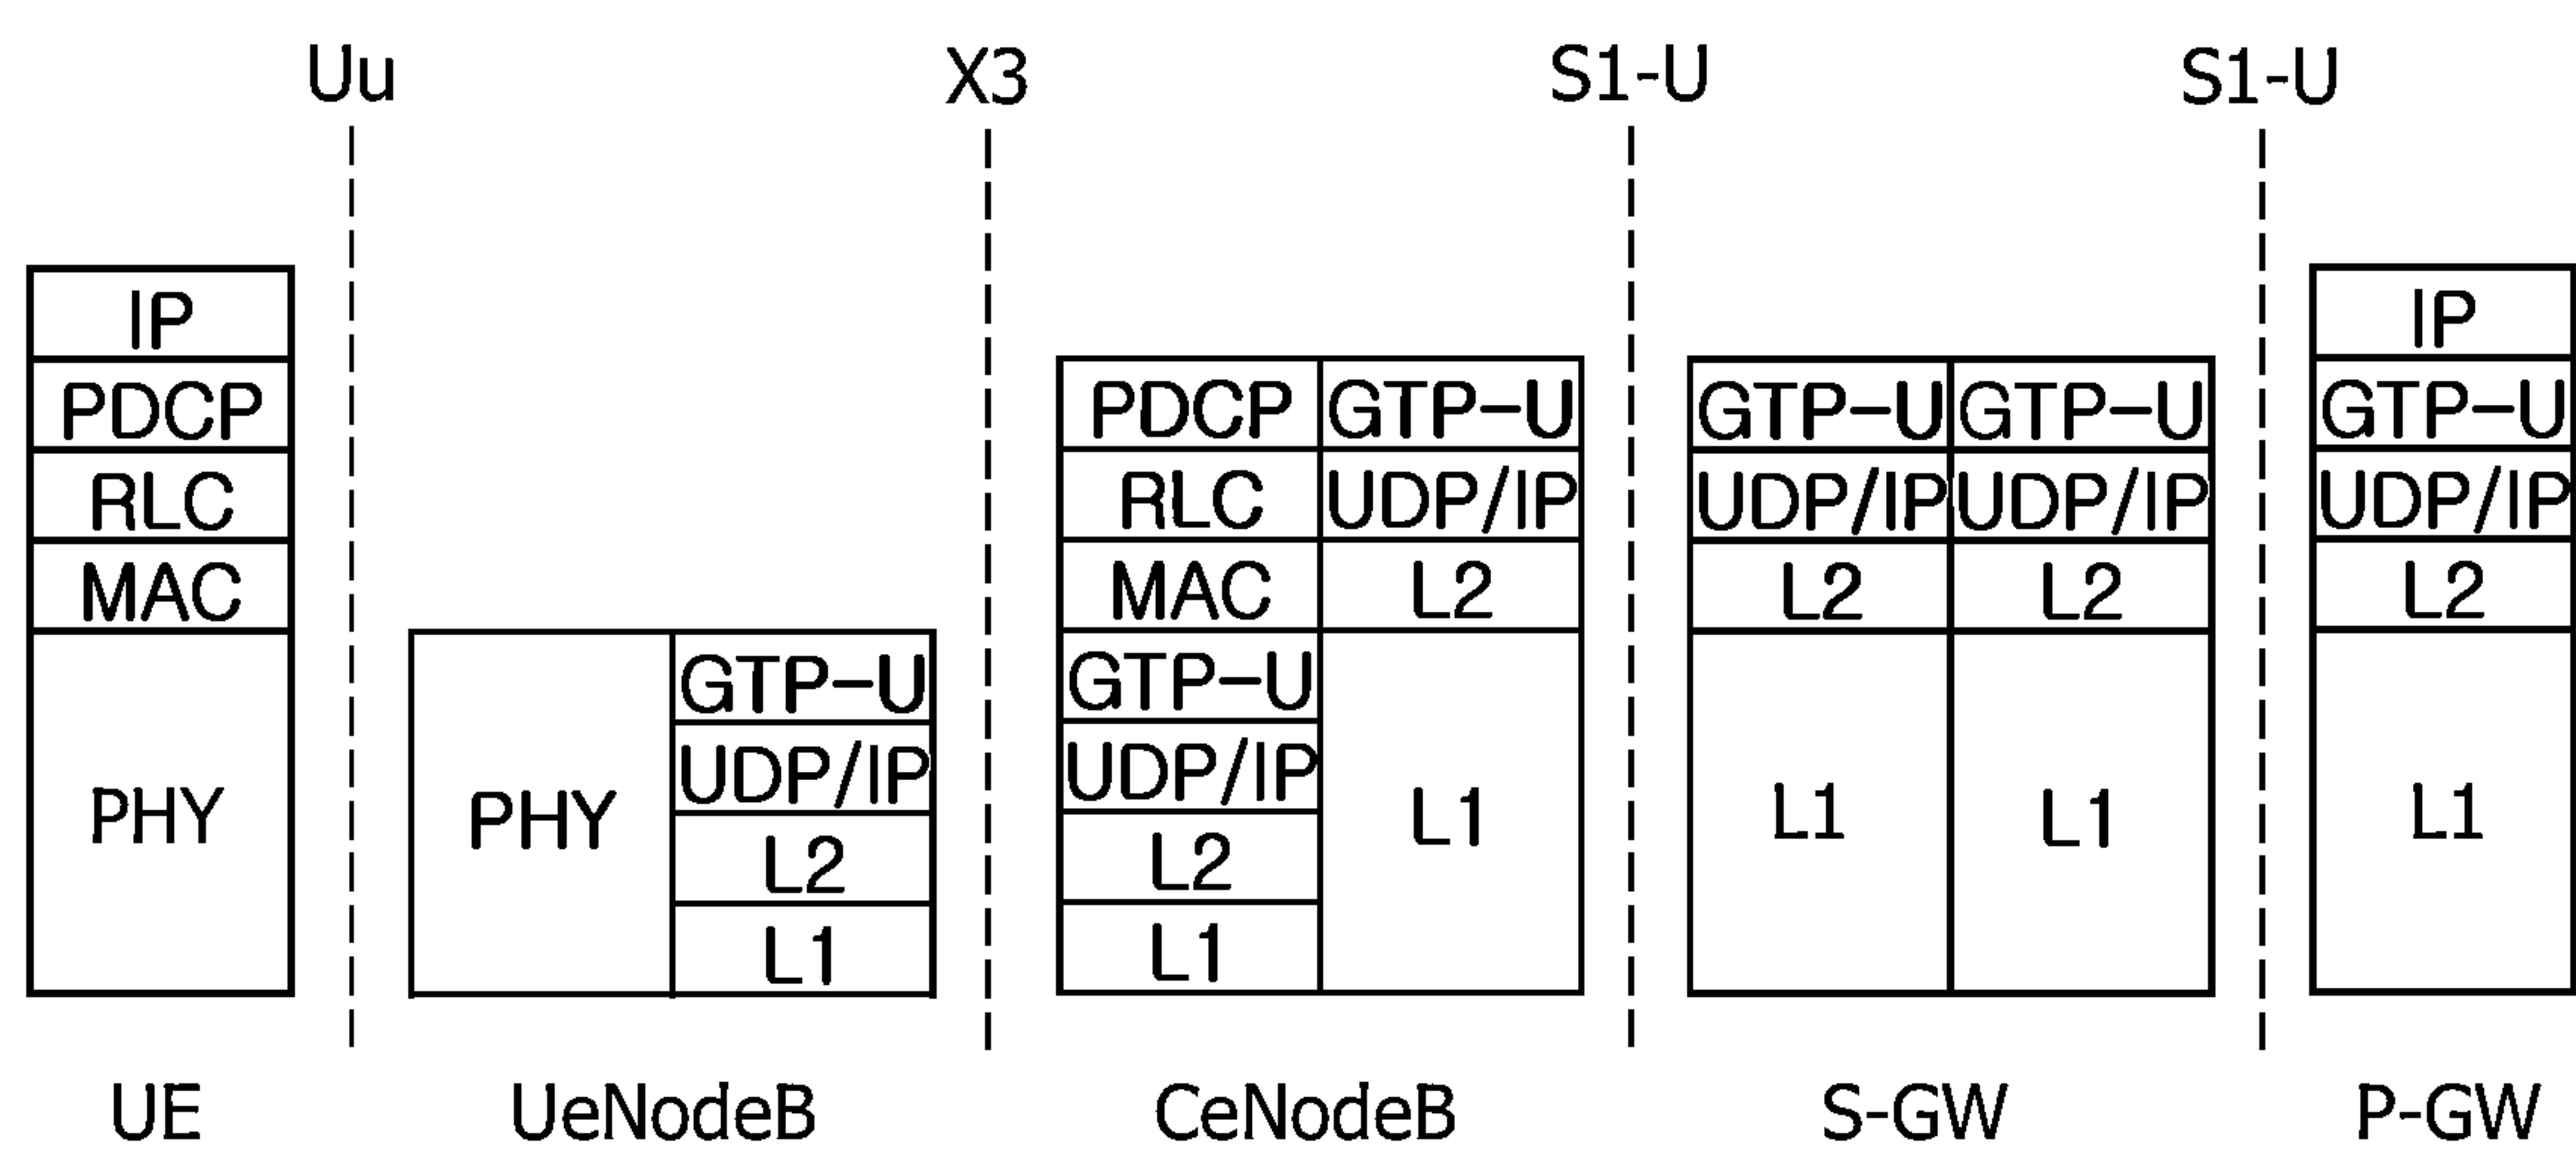 Uu
X3
S1-U
S1-U
IP
PDCP
RLC
MAC
PHY
UE
PHY
GTP-U
UDP/IP
L2
L1
UeNodeB
PDCP
RLC
MAC
GTP-U
UDP/IP
L2
L1
GTP-U
UDP/IP
L2
L1
CeNodeB
GTP-U
UDP/IP
L2
L1
GTP-U
UDP/IP
L2
L1
S-GW
IP
GTP-U
UDP/IP
L2
L1
P-GW